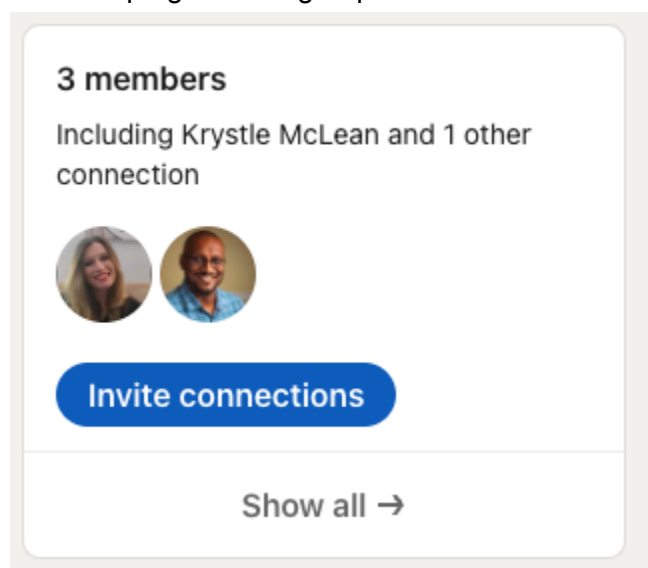 3 members
Including Krystle McLean and 1 other
connection
Invite connections
Show all →